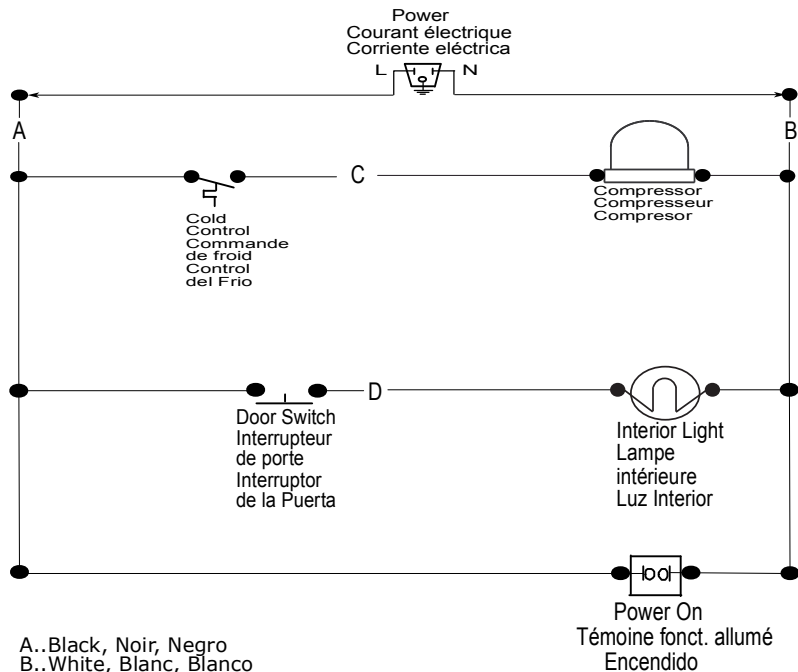 Power
Courant électrique
Corriente eléctrica
L N
A
B
C
Compressor
Compresseur
Compresor
Cold
Control
Commande
de froid
Control
del Frio
D
Door Switch
Interrupteur
de porte
Interruptor
de la Puerta
Interior Light
Lampe
intérieure
Luz Interior
Power On
Témoine fonct. allumé
Encendido
A..Black, Noir, Negro
B..White, Blanc, Blanco